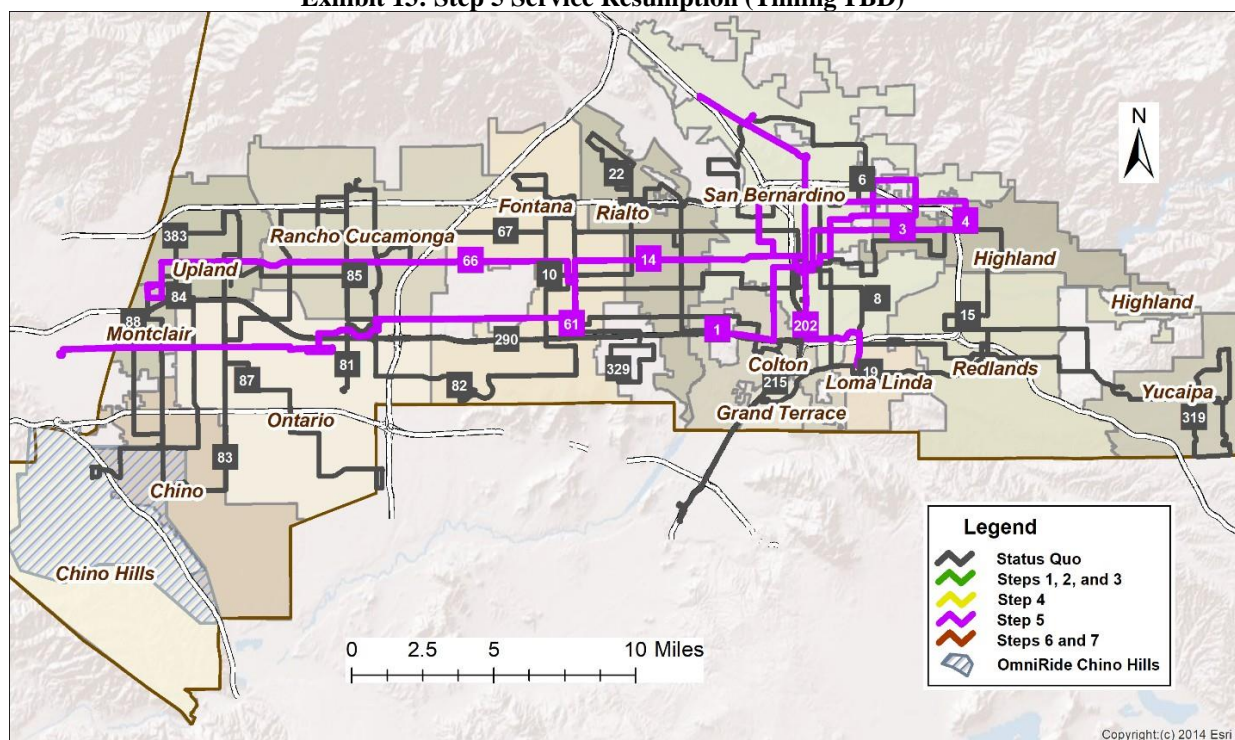 Exhibit 15: Step 5 Service Resumption (Timing TBD)
N
22
6
San Bernardino
Fontana
Rialto
4
383
Rancho Cucamonga
67
3
Highland
66
14
Upland
85
10
84
8
Highland
88
61
1
202
15
Montclair
290
81
329
Colton
19
Loma Linda
Redlands
87
82
215
Yucaipa
Ontario
Grand Terrace
319
83
Chino
Chino Hills
Legend
Status Quo
Steps 1, 2, and 3
Step 4
Step 5
Steps 6 and 7
OmniRide Chino Hills
0 2.5 5 10 Miles
Copyright:(c) 2014 Esri